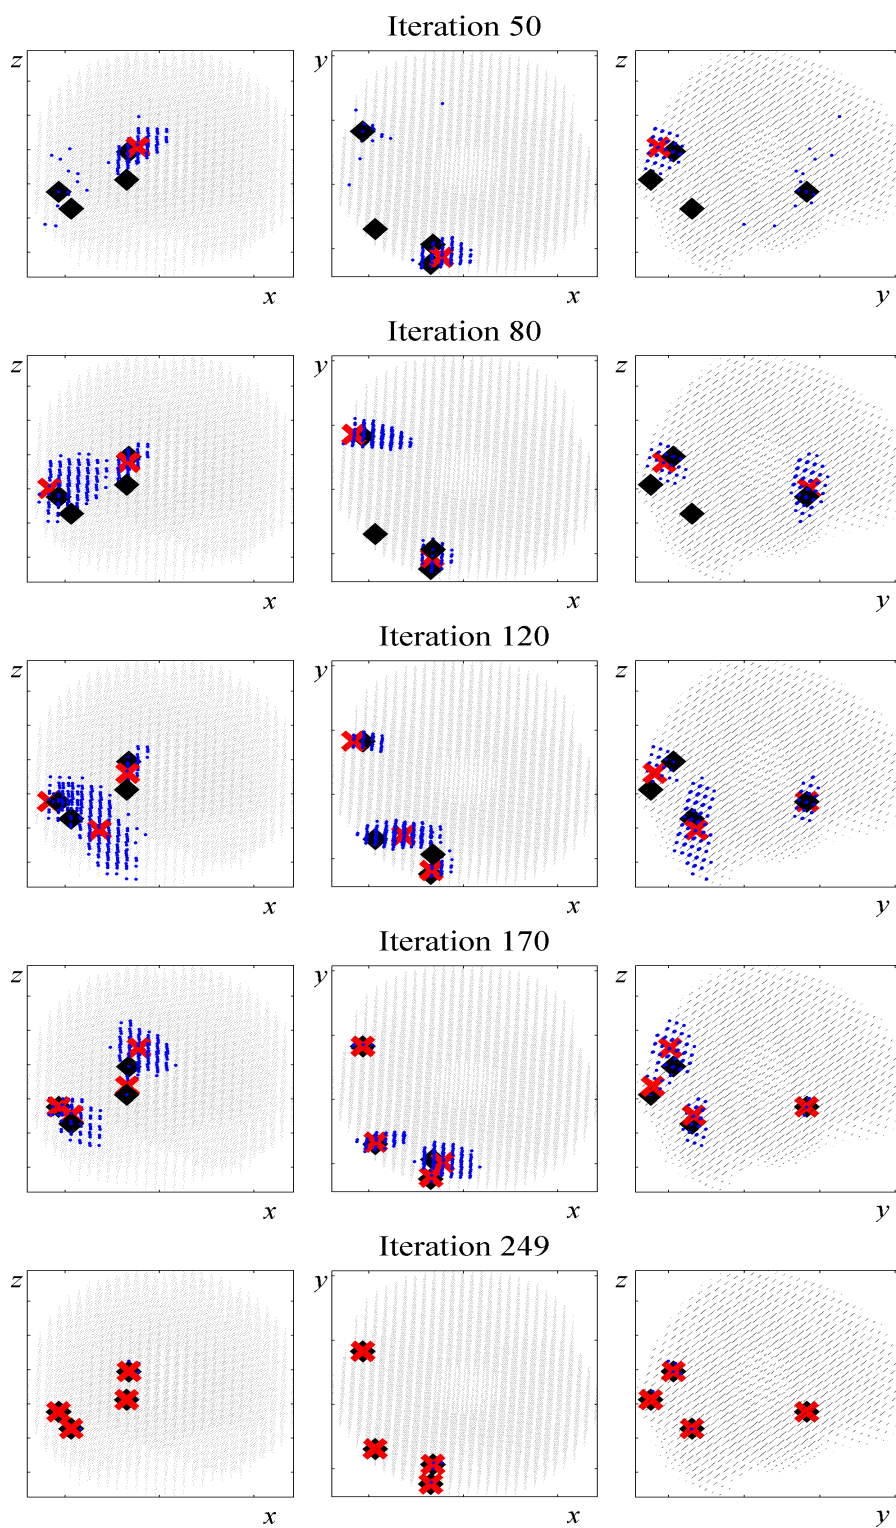 Iteration 50
z y z
x x y
Iteration 80
z y z
x x y
Iteration 120
z y z
x x y
Iteration 170
z y z
x x y
Iteration 249
z y z
x x y